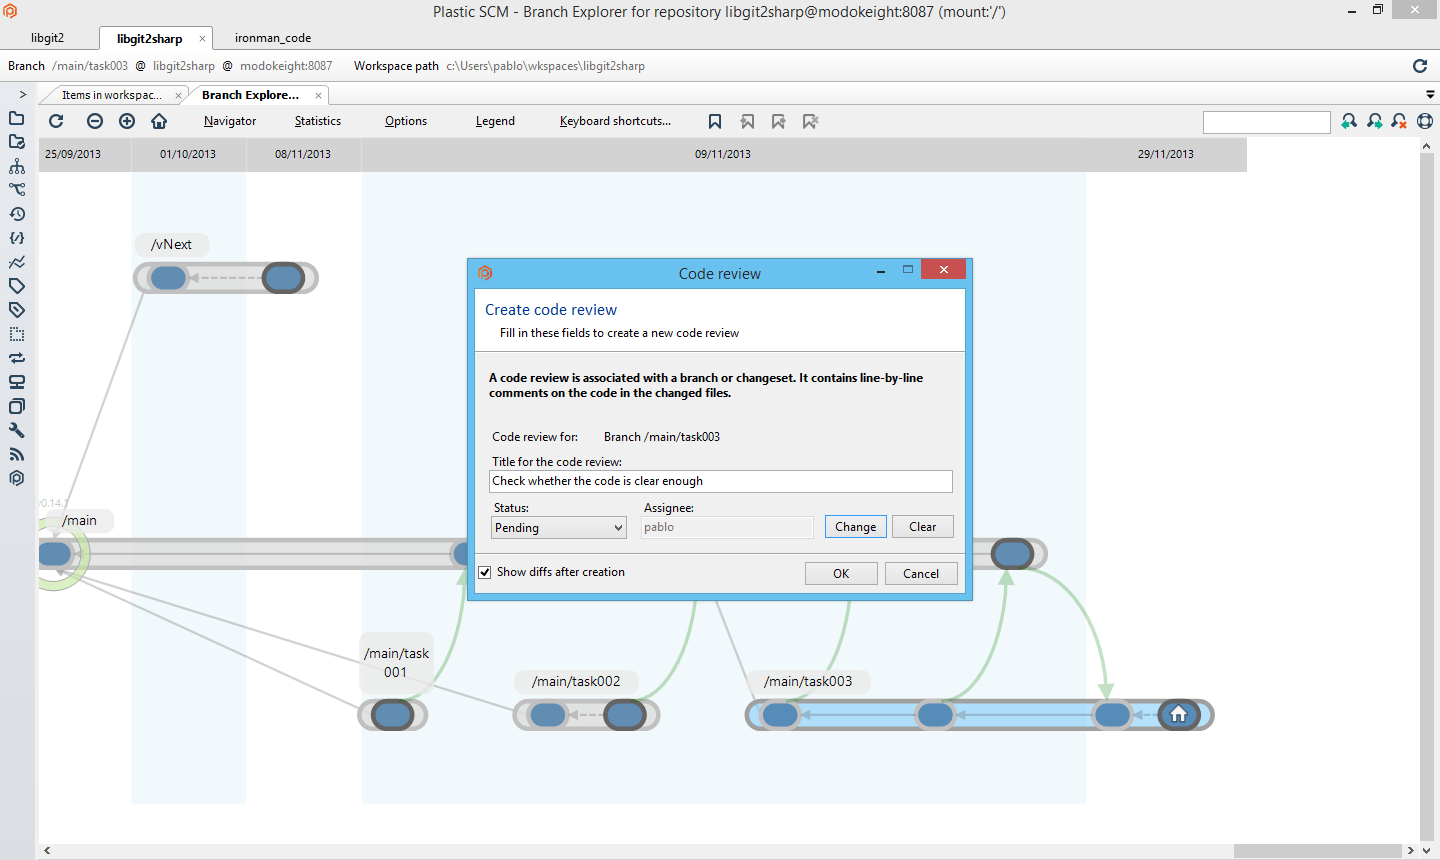 Plastic SCM - Branch Explorer for repository libgit2sharp@modokeight:8087 (mount:'/')
libgit2
libgit2sharp
ironman_code
Branch /main/task003 @ libgit2sharp @ modokeight:8087 Workspace path c:\Users\pablo\wkspaces\libgit2sharp
Items in workspac...
Branch Explore...
Navigator
Statistics
Options
Legend
Keyboard shortcuts...
25/09/2013
01/10/2013
08/11/2013
09/11/2013
29/11/2013
/vNext
Code review
Create code review
Fill in these fields to create a new code review
A code review is associated with a branch or changeset. It contains line-by-line
comments on the code in the changed files.
Code review for: Branch /main/task003
Title for the code review:
Check whether the code is clear enough
Status:
Assignee:
Pending
pablo
Change
Clear
Show diffs after creation
OK
Cancel
/main
/main/task
001
/main/task002
/main/task003